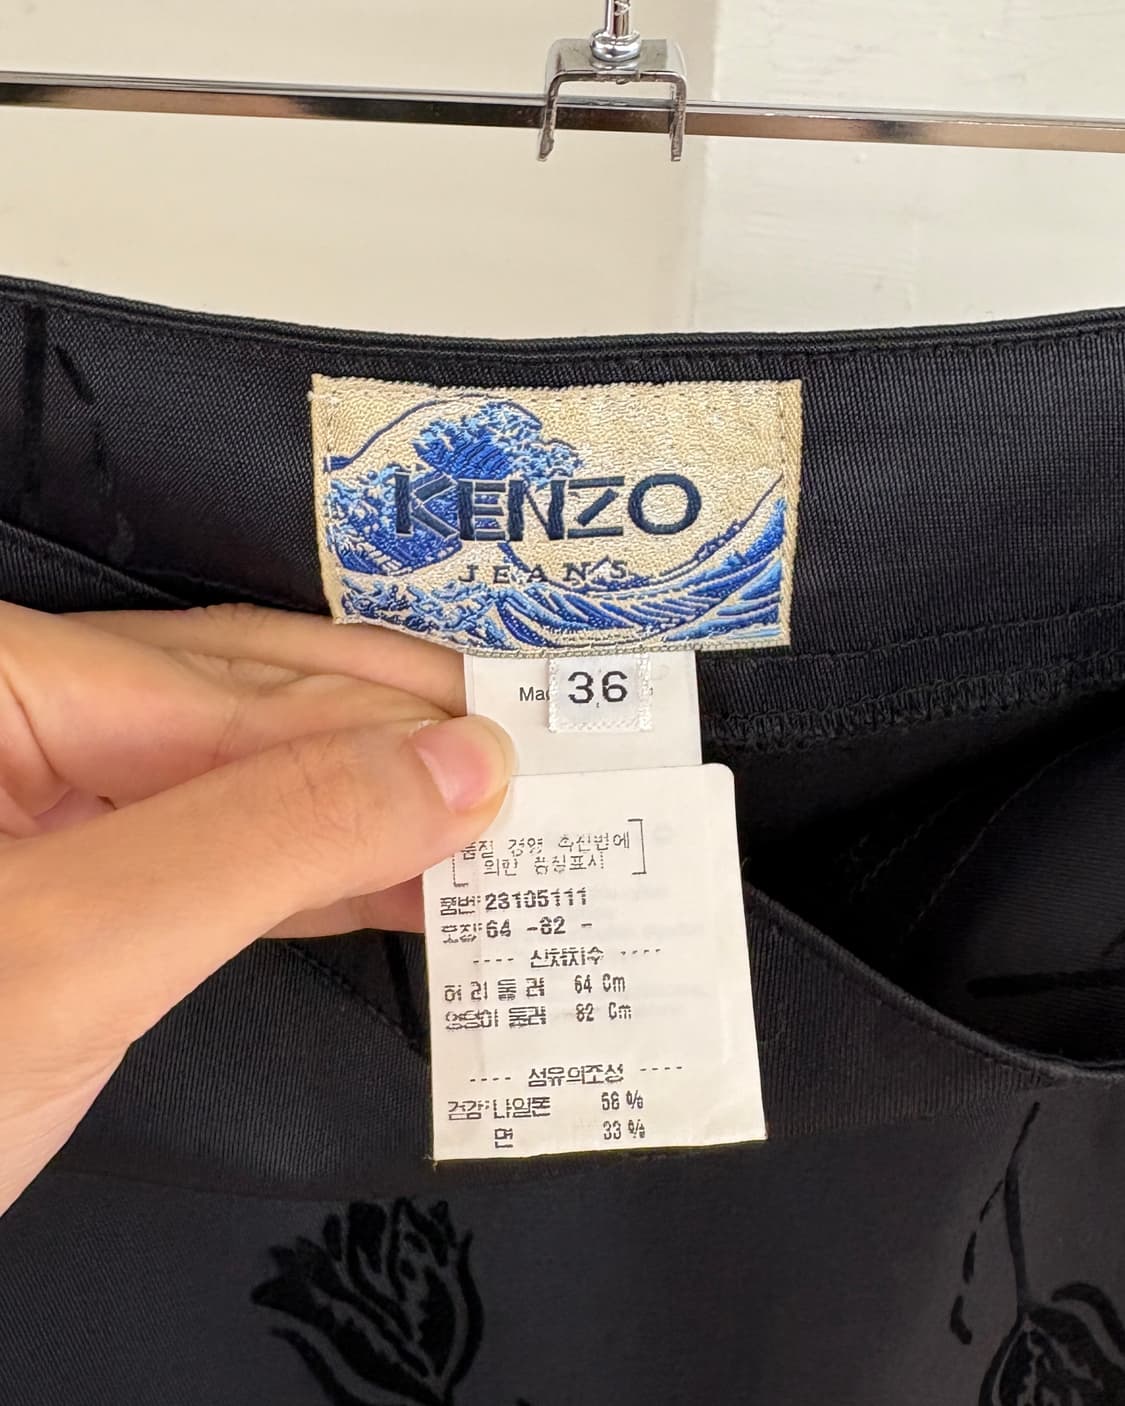 KENZO
JEANS
36
Ma
품질 경영 촉진법에
의한 품질표시
품번:23105111
호칭:64 -82 -
---- 신체치수 ----
허 리 둘 레 64 Cm
엉덩이 둘레 82 Cm
---- 섬유의조성 ----
겉감:나일론 56 %
면 33 %